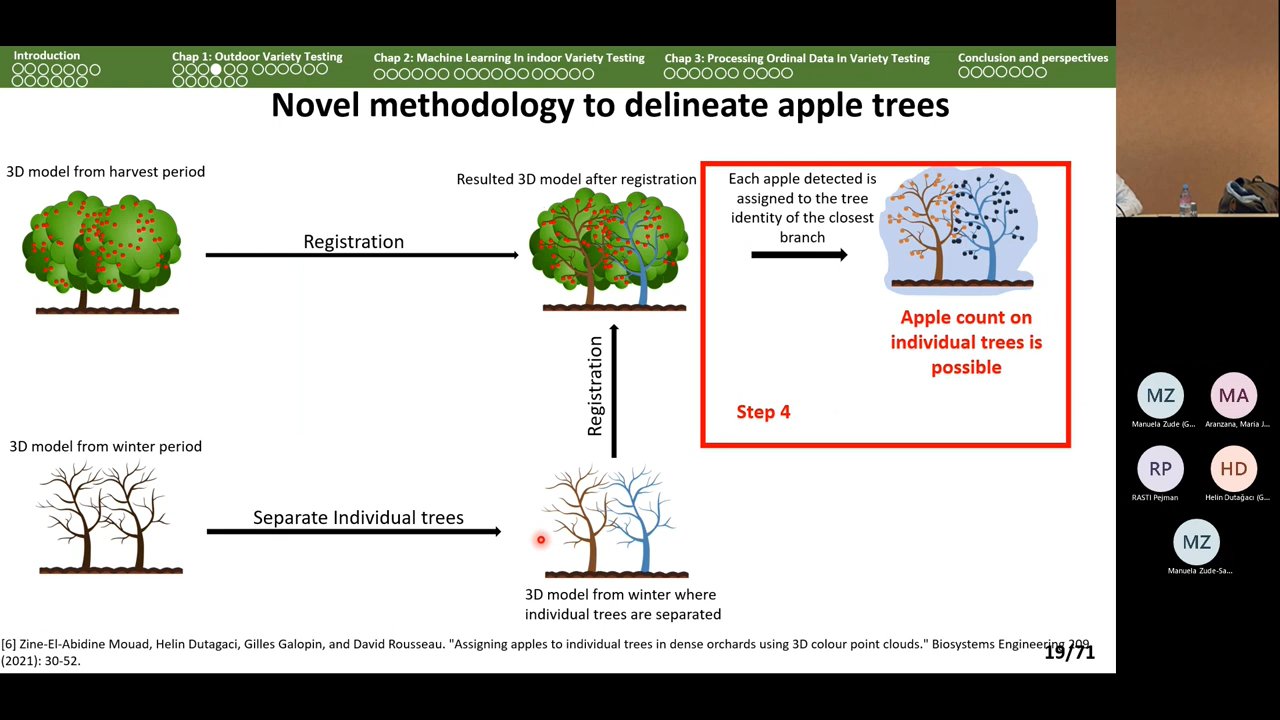 Introduction
Chap 1: Outdoor Variety Testing
Chap 2: Machine Learning In indoor Variety Testing
Chap 3: Processing Ordinal Data In Variety Testing
Conclusion and perspectives
Novel methodology to delineate apple trees
3D model from harvest period
Registration
Resulted 3D model after registration
Each apple detected is
assigned to the tree
identity of the closest
branch
Apple count on
individual trees is
possible
Step 4
Registration
3D model from winter period
Separate Individual trees
3D model from winter where
individual trees are separated
[6] Zine-El-Abidine Mouad, Helin Dutagaci, Gilles Galopin, and David Rousseau. "Assigning apples to individual trees in dense orchards using 3D colour point clouds." Biosystems Engineering 209
(2021): 30-52.
19/71
MZ
Manuela Zude (G...
MA
Aranzana, Maria J...
RP
RASTI Pejman
HD
Helin Dutağacı (G...
MZ
Manuela Zude-Sa...